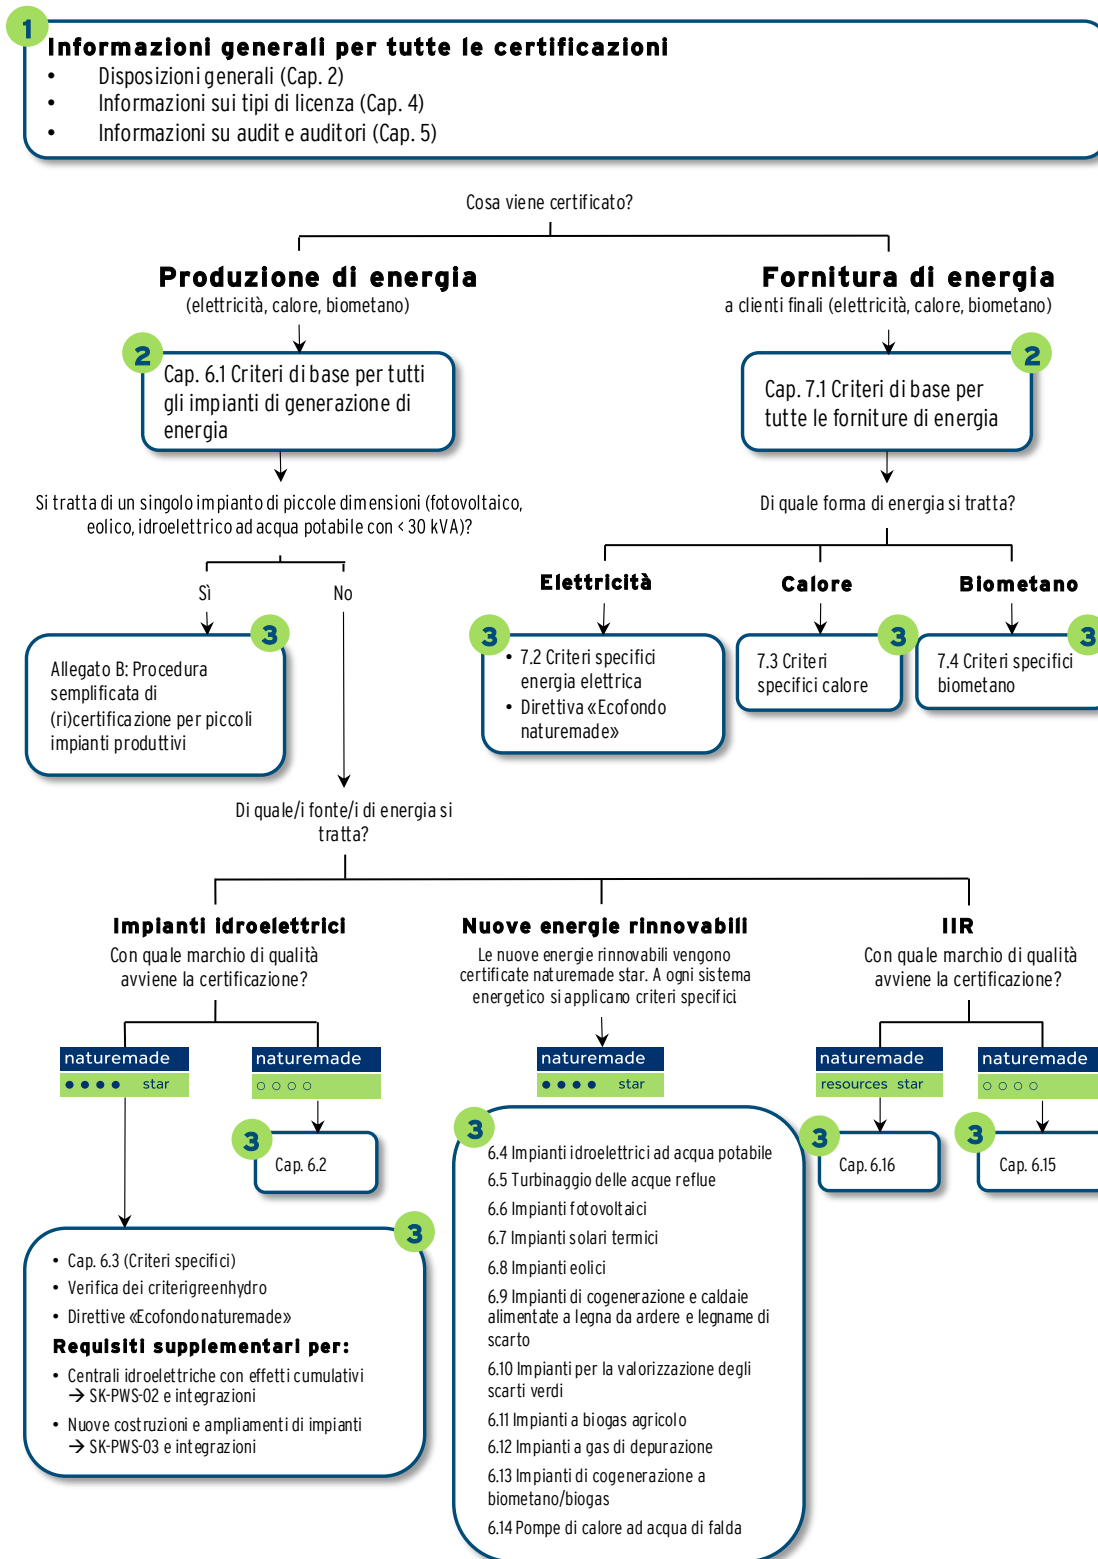 1
Informazioni generali per tutte le certificazioni
• Disposizioni generali (Cap. 2)
• Informazioni sui tipi di licenza (Cap. 4)
• Informazioni su audit e auditori (Cap. 5)
Cosa viene certificato?
Produzione di energia
(elettricità, calore, biometano)
2
Cap. 6.1 Criteri di base per tutti
gli impianti di generazione di
energia
Fornitura di energia
a clienti finali (elettricità, calore, biometano)
2
Cap. 7.1 Criteri di base per
tutte le forniture di energia
Si tratta di un singolo impianto di piccole dimensioni (fotovoltaico,
eolico, idroelettrico ad acqua potabile con < 30 kVA)?
Sì
No
3
Allegato B: Procedura
semplificata di
(ri)certificazione per piccoli
impianti produttivi
Di quale forma di energia si tratta?
Elettricità
3
• 7.2 Criteri specifici
energia elettrica
• Direttiva «Ecofondo
naturemade»
Calore
3
7.3 Criteri
specifici calore
Biometano
3
7.4 Criteri specifici
biometano
Di quale/i fonte/i di energia si
tratta?
Impianti idroelettrici
Con quale marchio di qualità
avviene la certificazione?
naturemade
star
naturemade
3
Cap. 6.2
3
• Cap. 6.3 (Criteri specifici)
• Verifica dei criterigreenhydro
• Direttive «Ecofondonaturemade»
Requisiti supplementari per:
• Centrali idroelettriche con effetti cumulativi
→ SK-PWS-02 e integrazioni
• Nuove costruzioni e ampliamenti di impianti
→ SK-PWS-03 e integrazioni
Nuove energie rinnovabili
Le nuove energie rinnovabili vengono
certificate naturemade star. A ogni sistema
energetico si applicano criteri specifici.
naturemade
star
3
6.4 Impianti idroelettrici ad acqua potabile
6.5 Turbinaggio delle acque reflue
6.6 Impianti fotovoltaici
6.7 Impianti solari termici
6.8 Impianti eolici
6.9 Impianti di cogenerazione e caldaie
alimentate a legna da ardere e legname di
scarto
6.10 Impianti per la valorizzazione degli
scarti verdi
6.11 Impianti a biogas agricolo
6.12 Impianti a gas di depurazione
6.13 Impianti di cogenerazione a
biometano/biogas
6.14 Pompe di calore ad acqua di falda
IIR
Con quale marchio di qualità
avviene la certificazione?
naturemade
resources star
3
Cap. 6.16
naturemade
3
Cap. 6.15